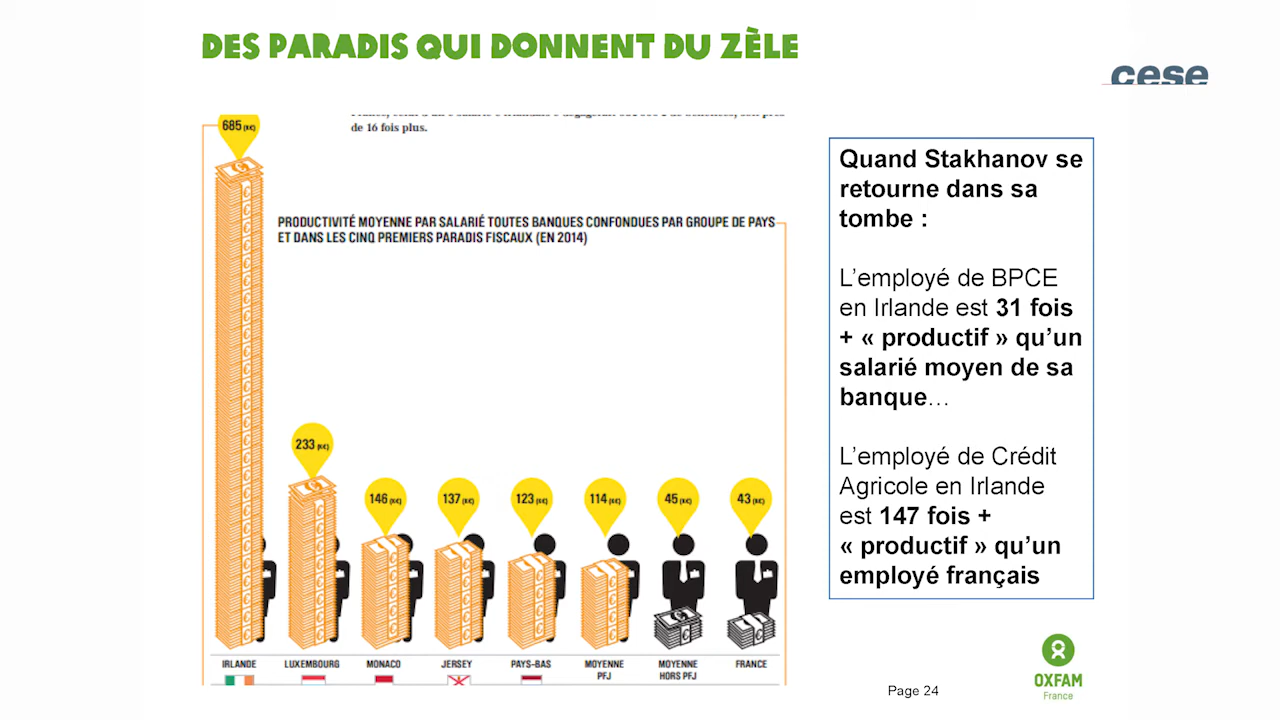 DES PARADIS QUI DONNENT DU ZÈLE
cese
de 16 fois plus.
685 (K€)
PRODUCTIVITÉ MOYENNE PAR SALARIÉ TOUTES BANQUES CONFONDUES PAR GROUPE DE PAYS
ET DANS LES CINQ PREMIERS PARADIS FISCAUX (EN 2014)
233 (K€)
146 (K€)
137 (K€)
123 (K€)
114 (K€)
45 (K€)
43 (K€)
IRLANDE
LUXEMBOURG
MONACO
JERSEY
PAYS-BAS
MOYENNE
PFJ
MOYENNE
HORS PFJ
FRANCE
Quand Stakhanov se
retourne dans sa
tombe :
L’employé de BPCE
en Irlande est 31 fois
+ « productif » qu’un
salarié moyen de sa
banque…
L’employé de Crédit
Agricole en Irlande
est 147 fois +
« productif » qu’un
employé français
Page 24
OXFAM
France